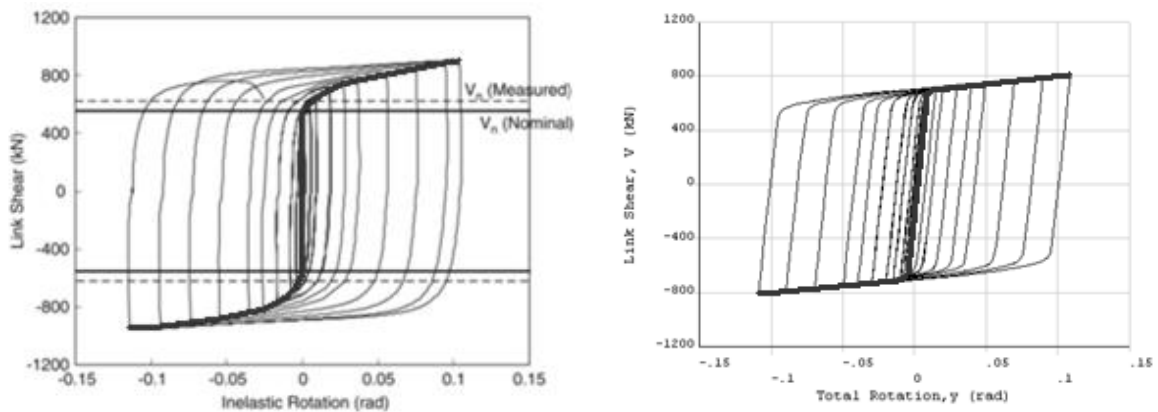 1200
800
400
0
-400
-800
-1200
Link Shear (kN)
V_n (Measured)
V_n (Nominal)
-0.15 -0.1 -0.05 0 0.05 0.1 0.15
Inelastic Rotation (rad)
1200
800
400
0
-400
-800
-1200
Link Shear, V (kN)
-.15 -.05 .05 .15
-.1 0 .1
Total Rotation,y (rad)